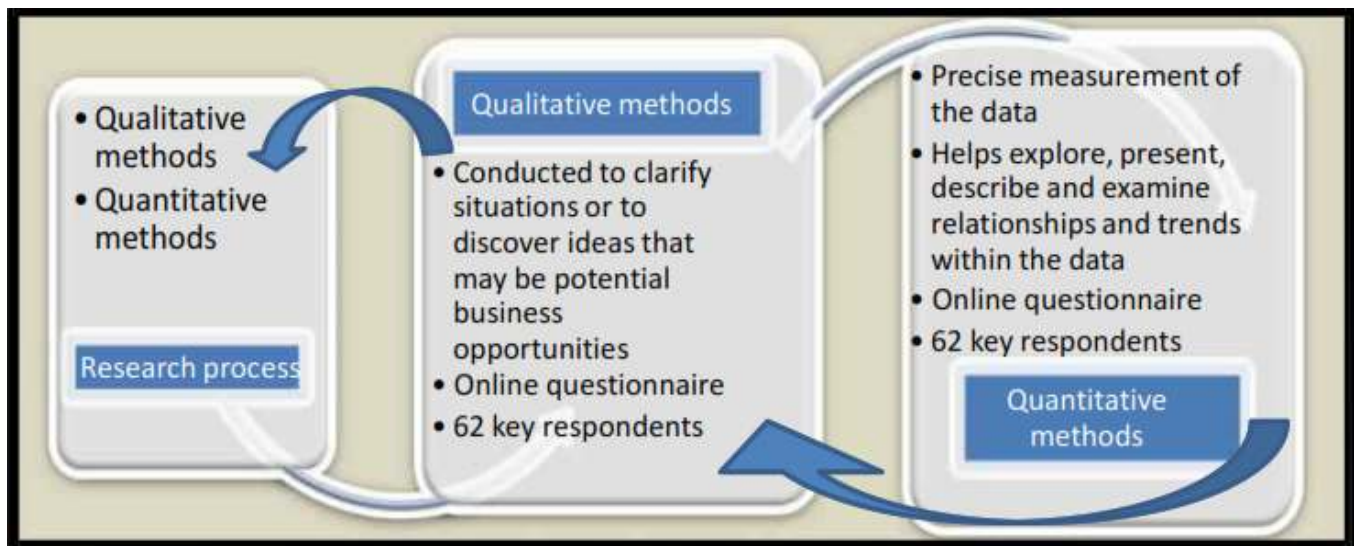 • Qualitative
methods
• Quantitative
methods
Research process
Qualitative methods
• Conducted to clarify
situations or to
discover ideas that
may be potential
business
opportunities
• Online questionnaire
• 62 key respondents
• Precise measurement of
the data
• Helps explore, present,
describe and examine
relationships and trends
within the data
• Online questionnaire
• 62 key respondents
Quantitative
methods